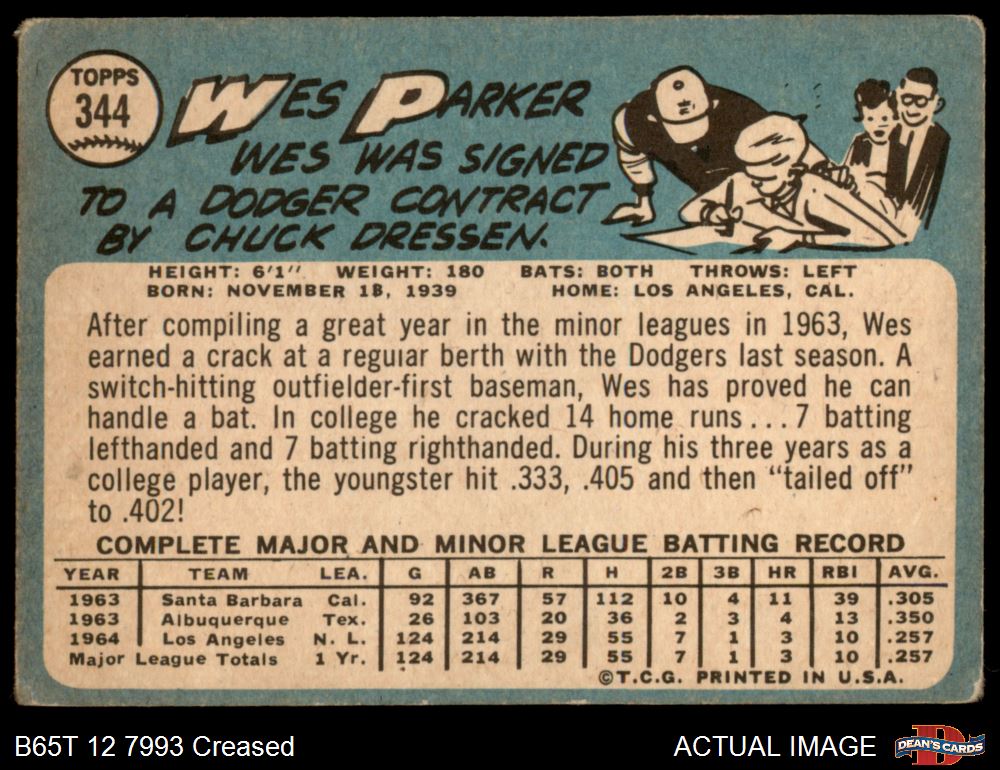 TOPPS
344
WES PARKER
WES WAS SIGNED
TO A DODGER CONTRACT
BY CHUCK DRESSEN.
HEIGHT: 6'1" WEIGHT: 180 BATS: BOTH THROWS: LEFT
BORN: NOVEMBER 18, 1939 HOME: LOS ANGELES, CAL.
After compiling a great year in the minor leagues in 1963, Wes
earned a crack at a regular berth with the Dodgers last season. A
switch-hitting outfielder-first baseman, Wes has proved he can
handle a bat. In college he cracked 14 home runs...7 batting
lefthanded and 7 batting righthanded. During his three years as a
college player, the youngster hit .333, .405 and then "tailed off"
to .402!
COMPLETE MAJOR AND MINOR LEAGUE BATTING RECORD
YEAR TEAM LEA. G AB R H 2B 3B HR RBI AVG.
1963 Santa Barbara Cal. 92 367 57 112 10 4 11 39 .305
1963 Albuquerque Tex. 26 103 20 36 2 3 4 13 .350
1964 Los Angeles N. L. 124 214 29 55 7 1 3 10 .257
Major League Totals 1 Yr. 124 214 29 55 7 1 3 10 .257
©T.C.G. PRINTED IN U.S.A.
B65T 12 7993 Creased
ACTUAL IMAGE
DEAN'S CARDS